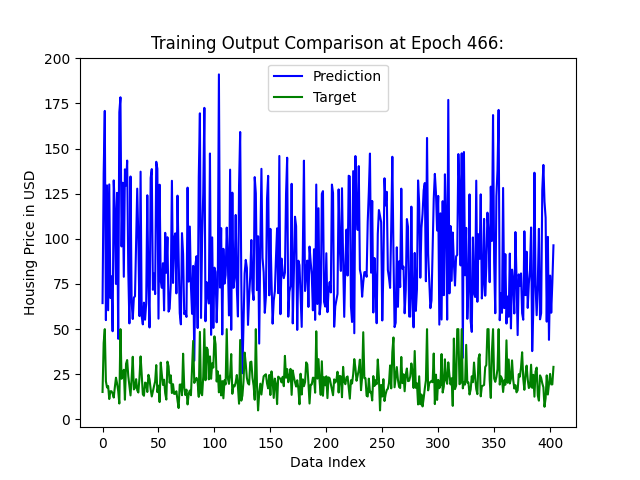 Training Output Comparison at Epoch 466:
Prediction
Target
Housing Price in USD
200
175
150
125
100
75
50
25
0
0 50 100 150 200 250 300 350 400
Data Index